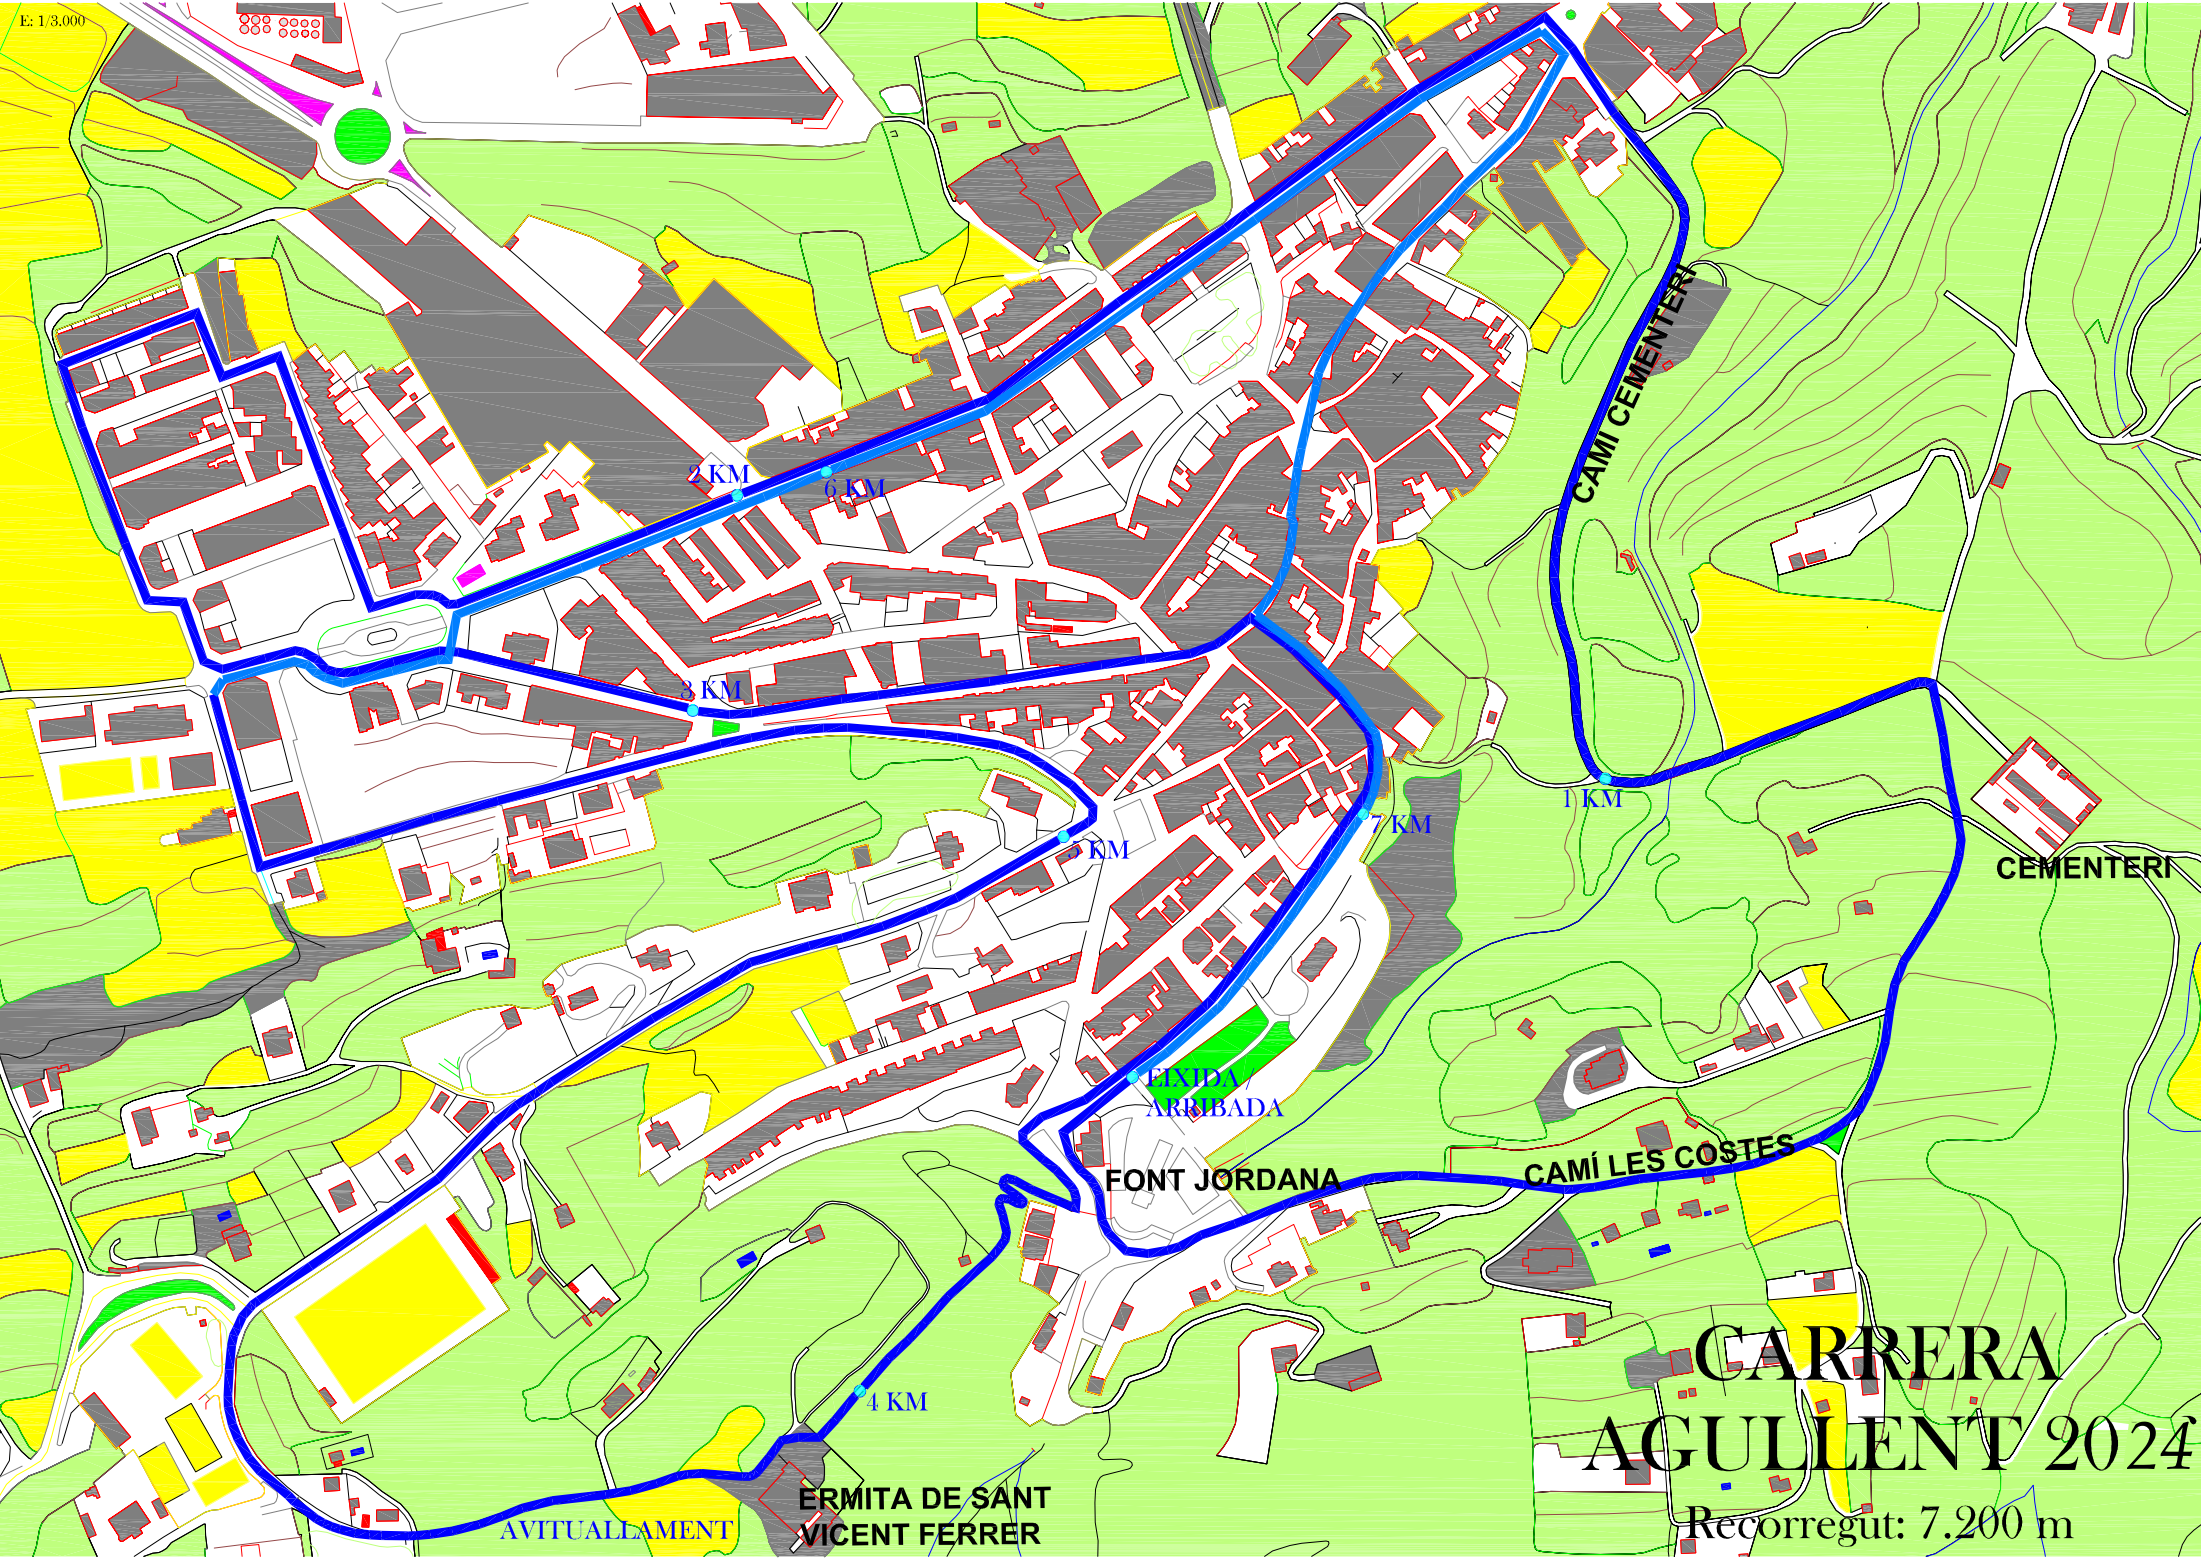 E: 1/3.000
2 KM
6 KM
CAMI CEMENTERI
3 KM
1 KM
7 KM
5 KM
CEMENTERI
EIXIDA /
ARRIBADA
CAMÍ LES COSTES
FONT JORDANA
4 KM
CARRERA
AGULLENT 2024
ERMITA DE SANT
VICENT FERRER
AVITUALLAMENT
Recorregut: 7.200 m